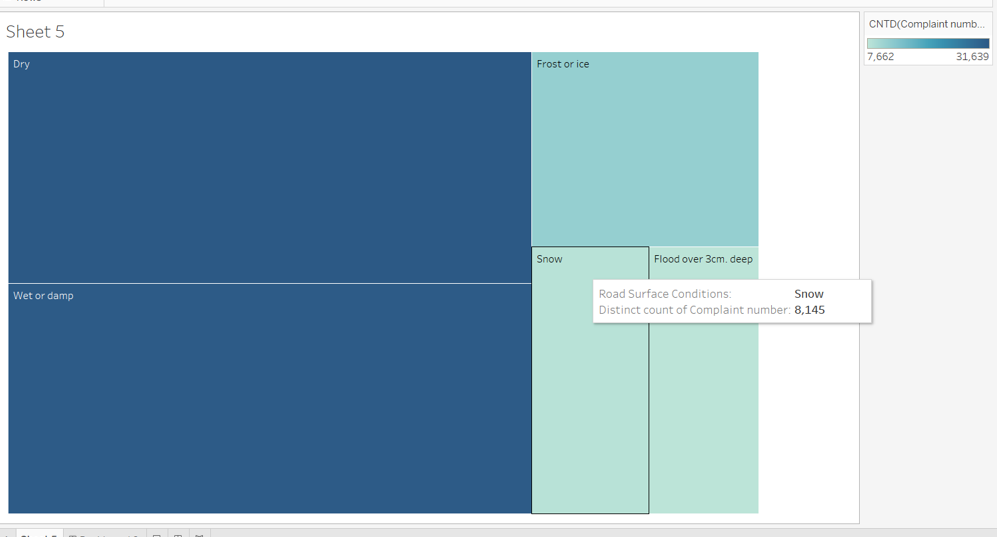 Sheet 5
CNTD(Complaint numb...
7,662 31,639
Dry
Frost or ice
Snow
Flood over 3cm. deep
Road Surface Conditions: Snow
Distinct count of Complaint number: 8,145
Wet or damp